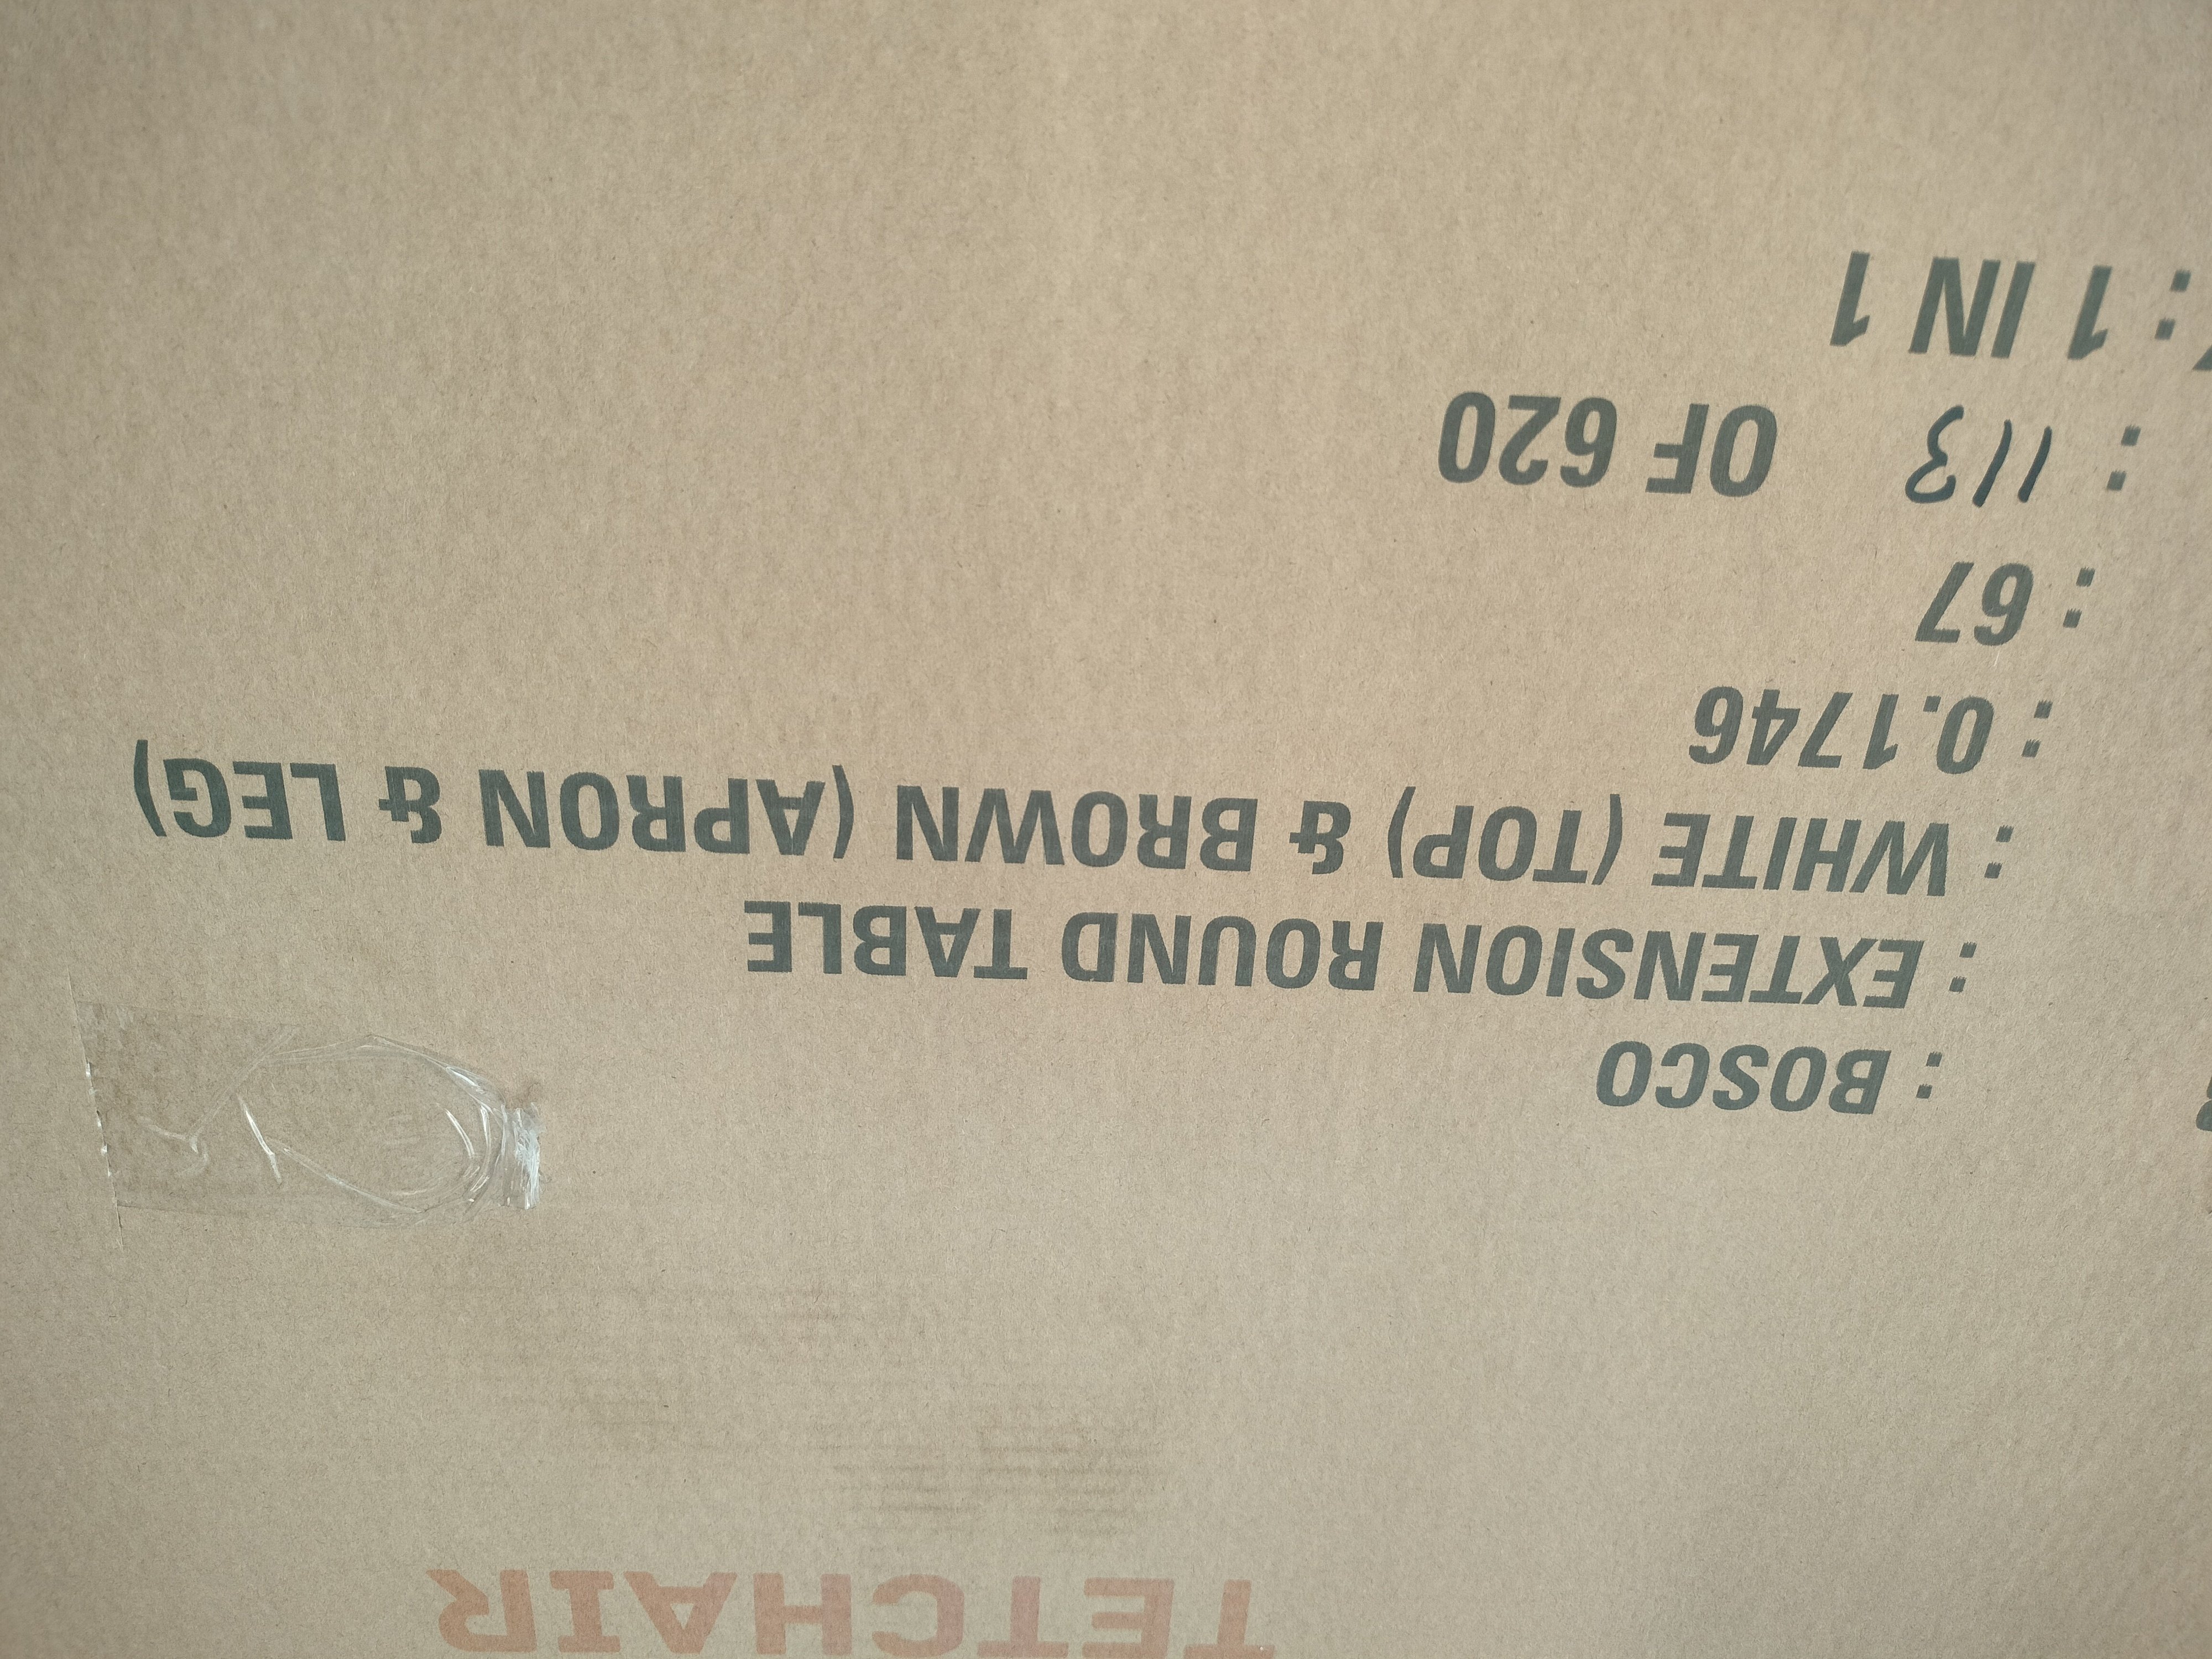 TETCHAIR
: BOSCO
: EXTENSION ROUND TABLE
: WHITE (TOP) & BROWN (APRON & LEG)
: 0.1746
: 67
: 113 OF 620
: 1 IN 1